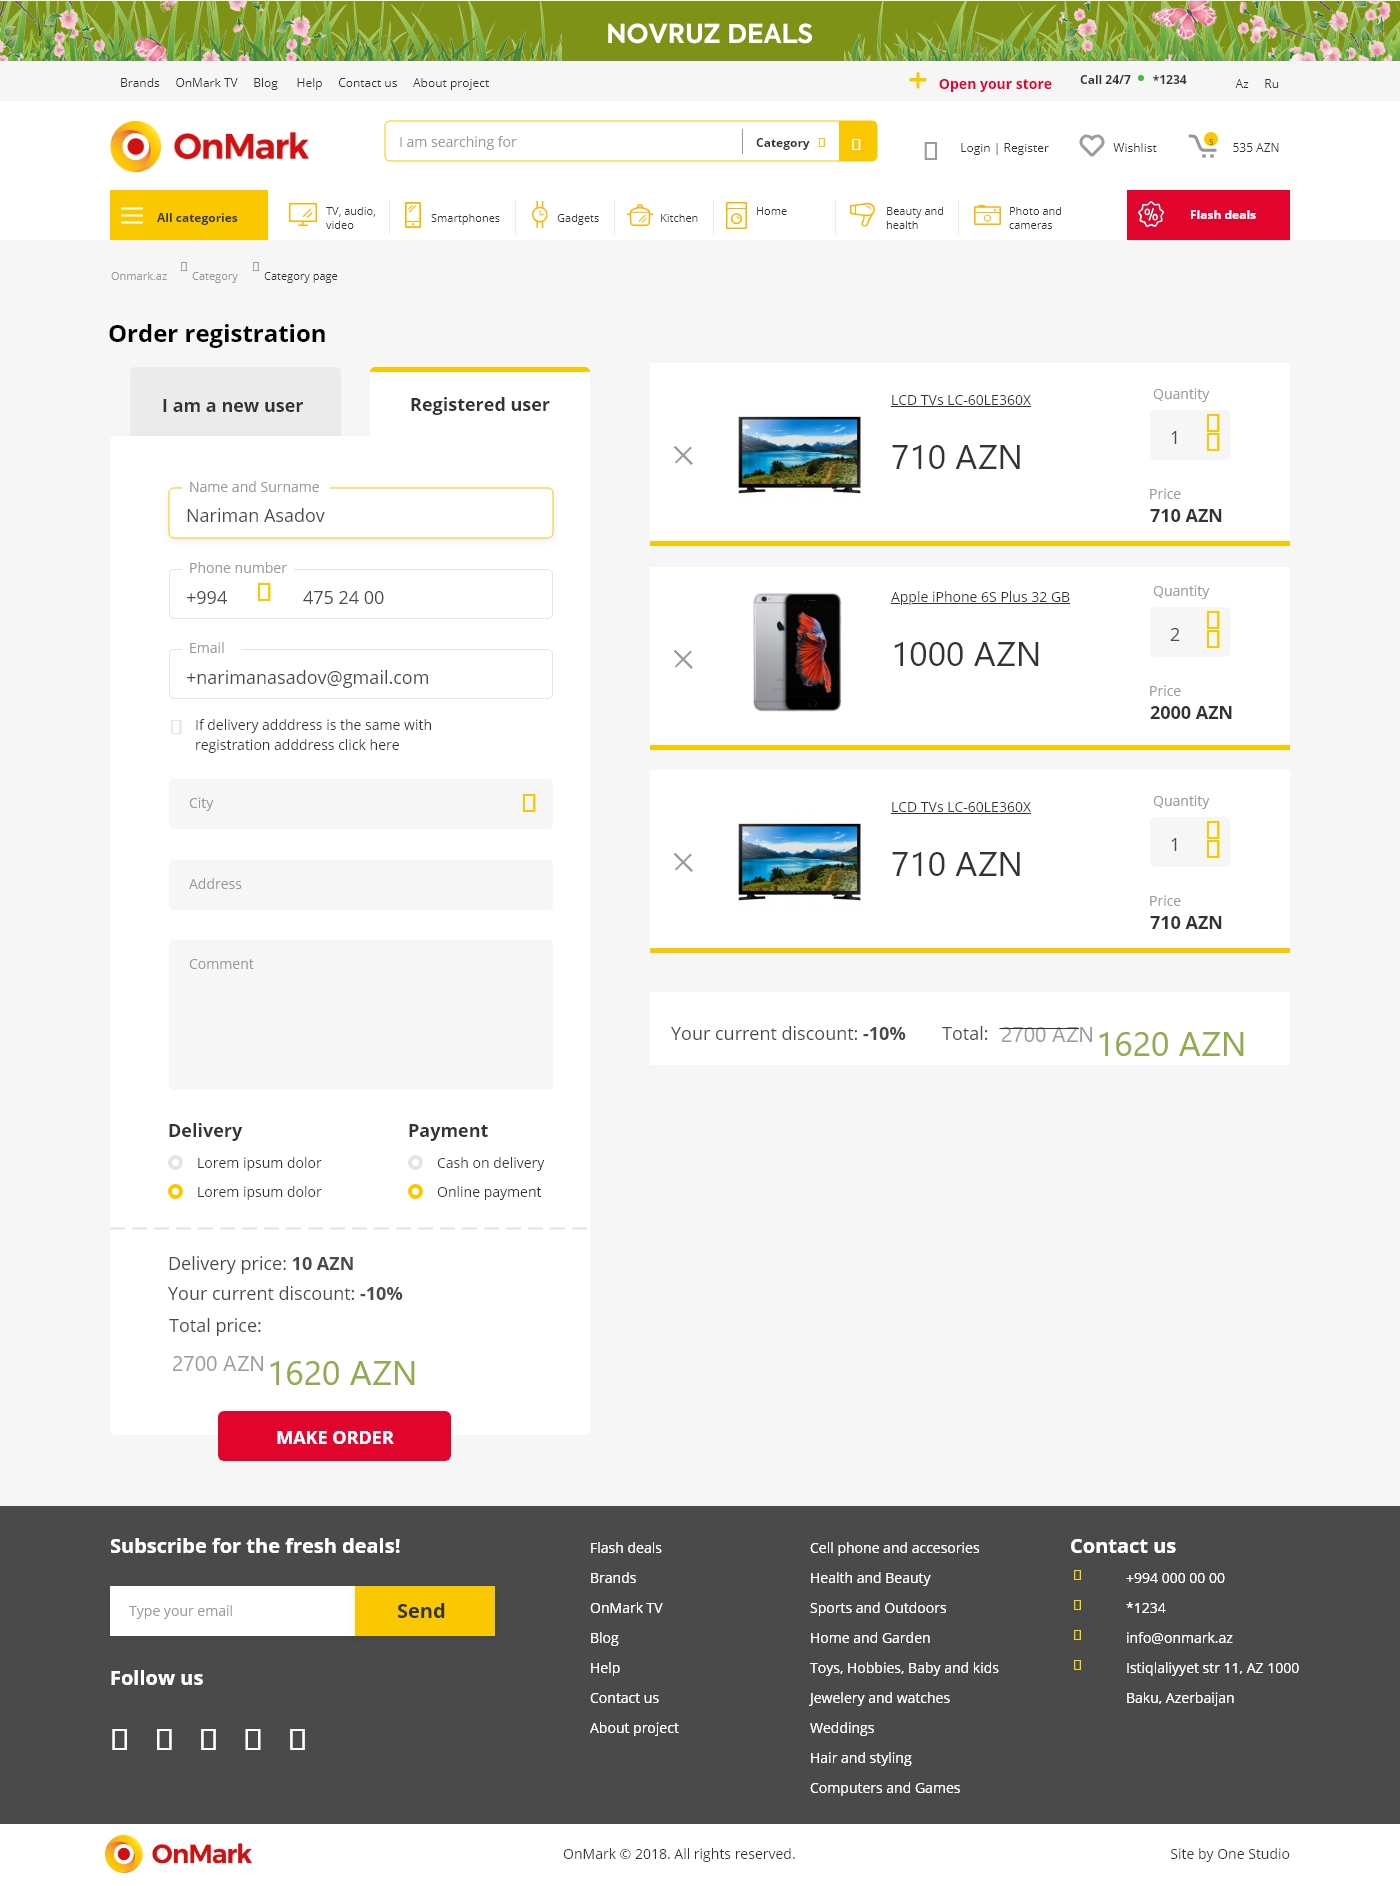 NOVRUZ DEALS
Brands OnMark TV Blog Help Contact us About project
Open your store
Call 24/7 *1234
Az Ru
OnMark
I am searching for
Category
Login | Register
Wishlist
5
535 AZN
All categories
TV, audio,
video
Smartphones
Gadgets
Kitchen
Home
Beauty and
health
Photo and
cameras
Flash deals
Onmark.az Category Category page
Order registration
I am a new user
Registered user
Name and Surname
Nariman Asadov
Phone number
+994 475 24 00
Email
+narimanasadov@gmail.com
If delivery adddress is the same with
registration adddress click here
City
Address
Comment
Delivery
Lorem ipsum dolor
Lorem ipsum dolor
Payment
Cash on delivery
Online payment
Delivery price: 10 AZN
Your current discount: -10%
Total price:
2700 AZN 1620 AZN
MAKE ORDER
LCD TVs LC-60LE360X
710 AZN
Quantity
1
Price
710 AZN
Apple iPhone 6S Plus 32 GB
1000 AZN
Quantity
2
Price
2000 AZN
LCD TVs LC-60LE360X
710 AZN
Quantity
1
Price
710 AZN
Your current discount: -10% Total: 2700 AZN 1620 AZN
Subscribe for the fresh deals!
Type your email
Send
Follow us
Flash deals
Brands
OnMark TV
Blog
Help
Contact us
About project
Cell phone and accesories
Health and Beauty
Sports and Outdoors
Home and Garden
Toys, Hobbies, Baby and kids
Jewelery and watches
Weddings
Hair and styling
Computers and Games
Contact us
+994 000 00 00
*1234
info@onmark.az
Istiqlaliyyet str 11, AZ 1000
Baku, Azerbaijan
OnMark
OnMark © 2018. All rights reserved.
Site by One Studio